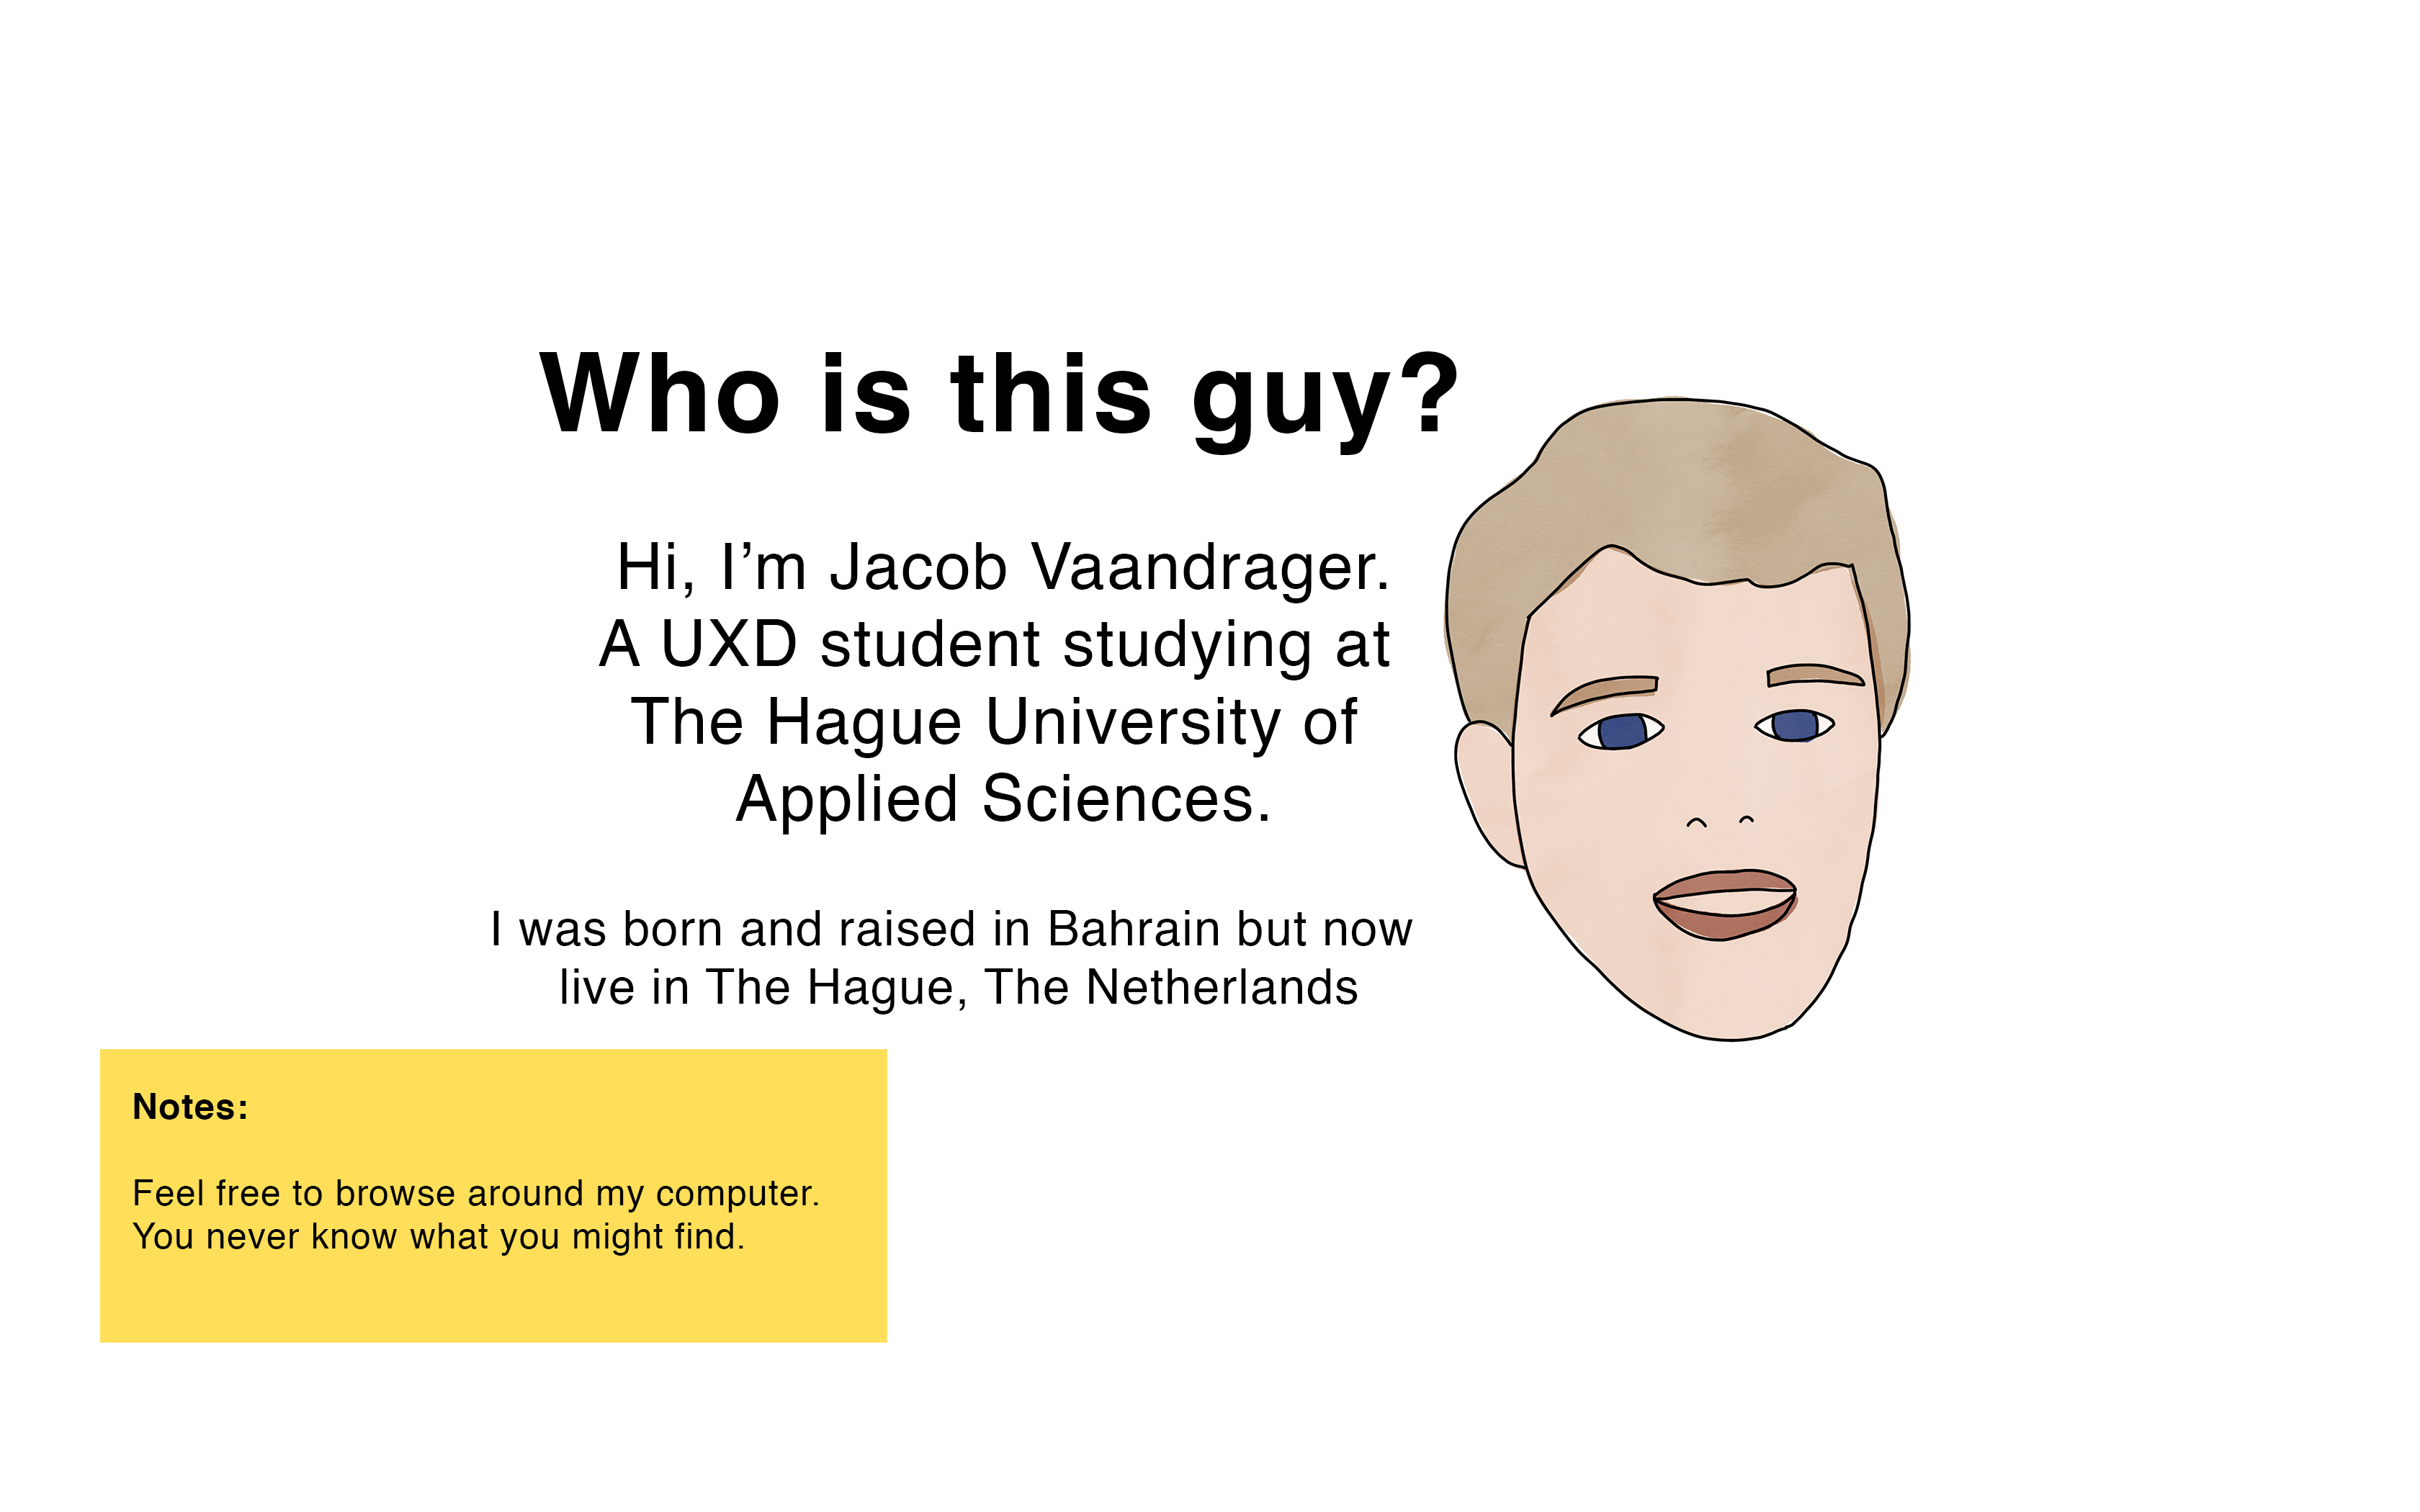 Who is this guy?
Hi, I’m Jacob Vaandrager.
A UXD student studying at
The Hague University of
Applied Sciences.
I was born and raised in Bahrain but now
live in The Hague, The Netherlands
Notes:
Feel free to browse around my computer.
You never know what you might find.